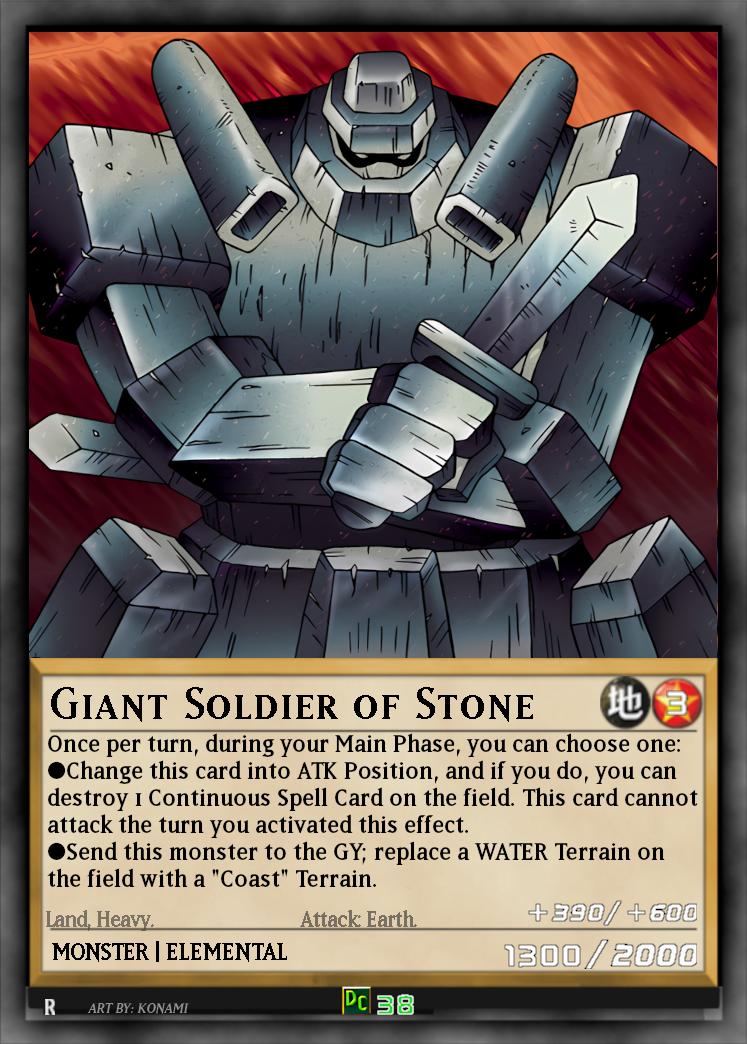 Giant Soldier of Stone
地 3
Once per turn, during your Main Phase, you can choose one:
●Change this card into ATK Position, and if you do, you can
destroy 1 Continuous Spell Card on the field. This card cannot
attack the turn you activated this effect.
●Send this monster to the GY; replace a WATER Terrain on
the field with a "Coast" Terrain.
Land, Heavy. Attack: Earth. +390/+600
MONSTER | ELEMENTAL 1300/2000
R ART BY: KONAMI DC 38